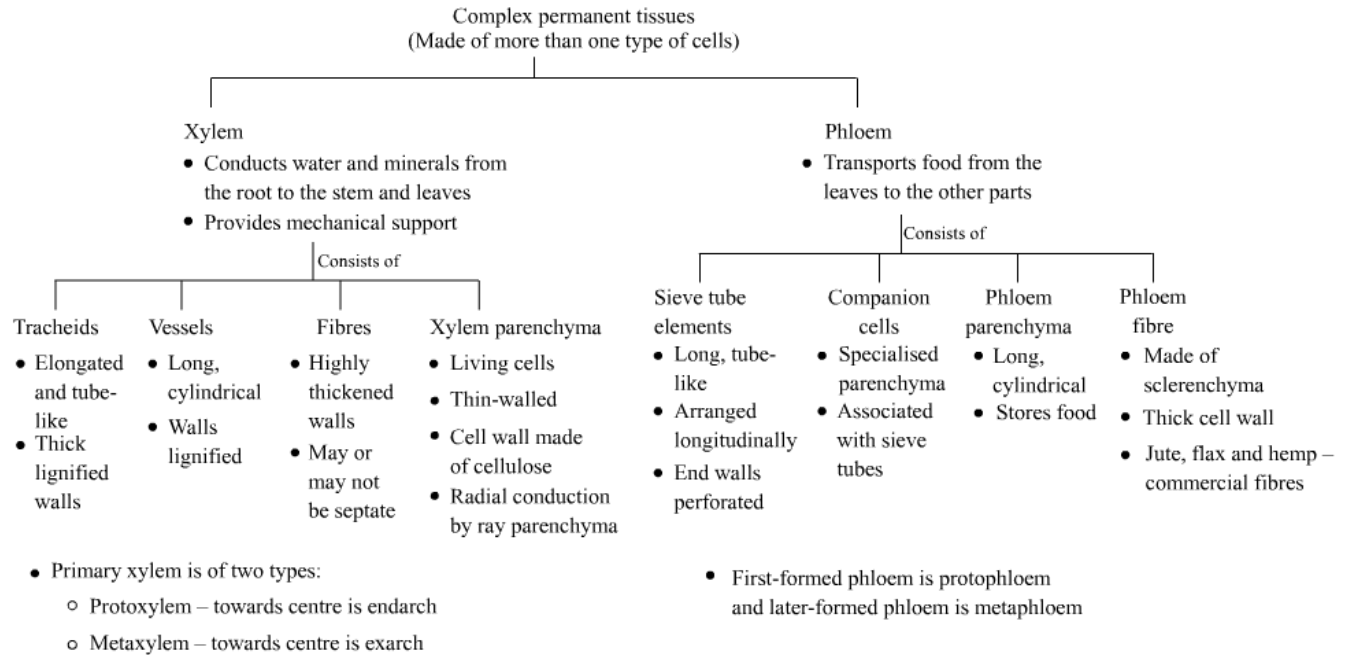 Complex permanent tissues
(Made of more than one type of cells)
Xylem
• Conducts water and minerals from
the root to the stem and leaves
• Provides mechanical support
Consists of
Tracheids
• Elongated
and tube-
like
• Thick
lignified
walls
Vessels
• Long,
cylindrical
• Walls
lignified
Fibres
• Highly
thickened
walls
• May or
may not
be septate
Xylem parenchyma
• Living cells
• Thin-walled
• Cell wall made
of cellulose
• Radial conduction
by ray parenchyma
• Primary xylem is of two types:
○ Protoxylem – towards centre is endarch
○ Metaxylem – towards centre is exarch
Phloem
• Transports food from the
leaves to the other parts
Consists of
Sieve tube
elements
• Long, tube-
like
• Arranged
longitudinally
• End walls
perforated
Companion
cells
• Specialised
parenchyma
• Associated
with sieve
tubes
Phloem
parenchyma
• Long,
cylindrical
• Stores food
Phloem
fibre
• Made of
sclerenchyma
• Thick cell wall
• Jute, flax and hemp –
commercial fibres
• First-formed phloem is protophloem
and later-formed phloem is metaphloem